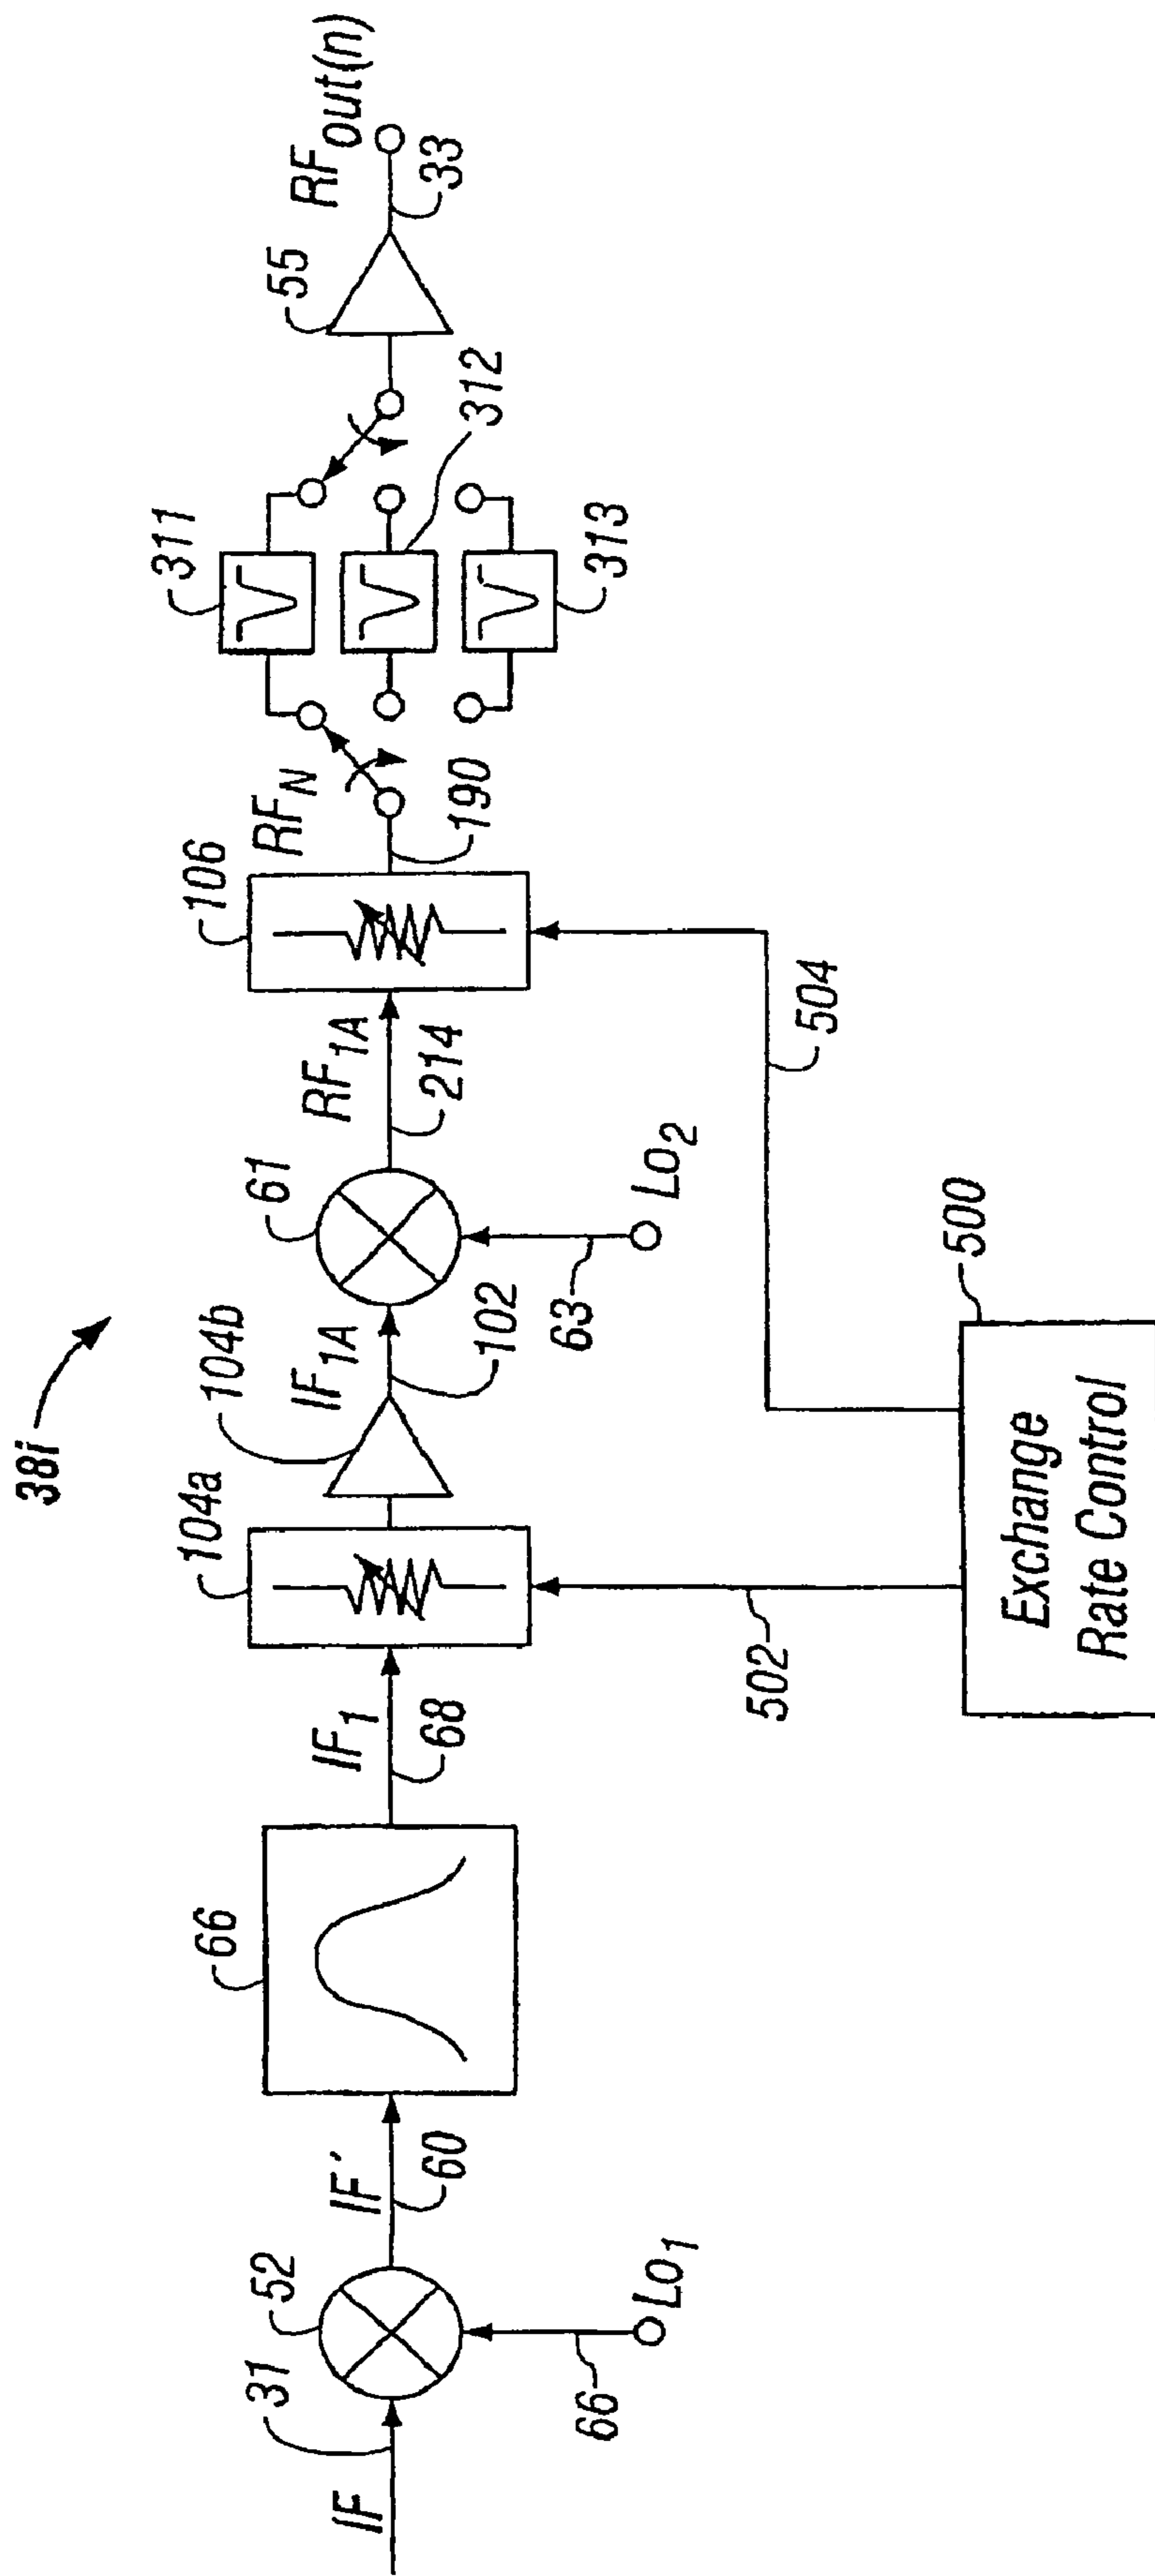 38i
IF
31
52
IF'
60
66
Lo1
66
IF1
68
104a
104b
IF1A
102
61
63
Lo2
RF1A
214
106
RFN
190
311
312
313
55
RFout(n)
33
502
504
500
Exchange
Rate Control